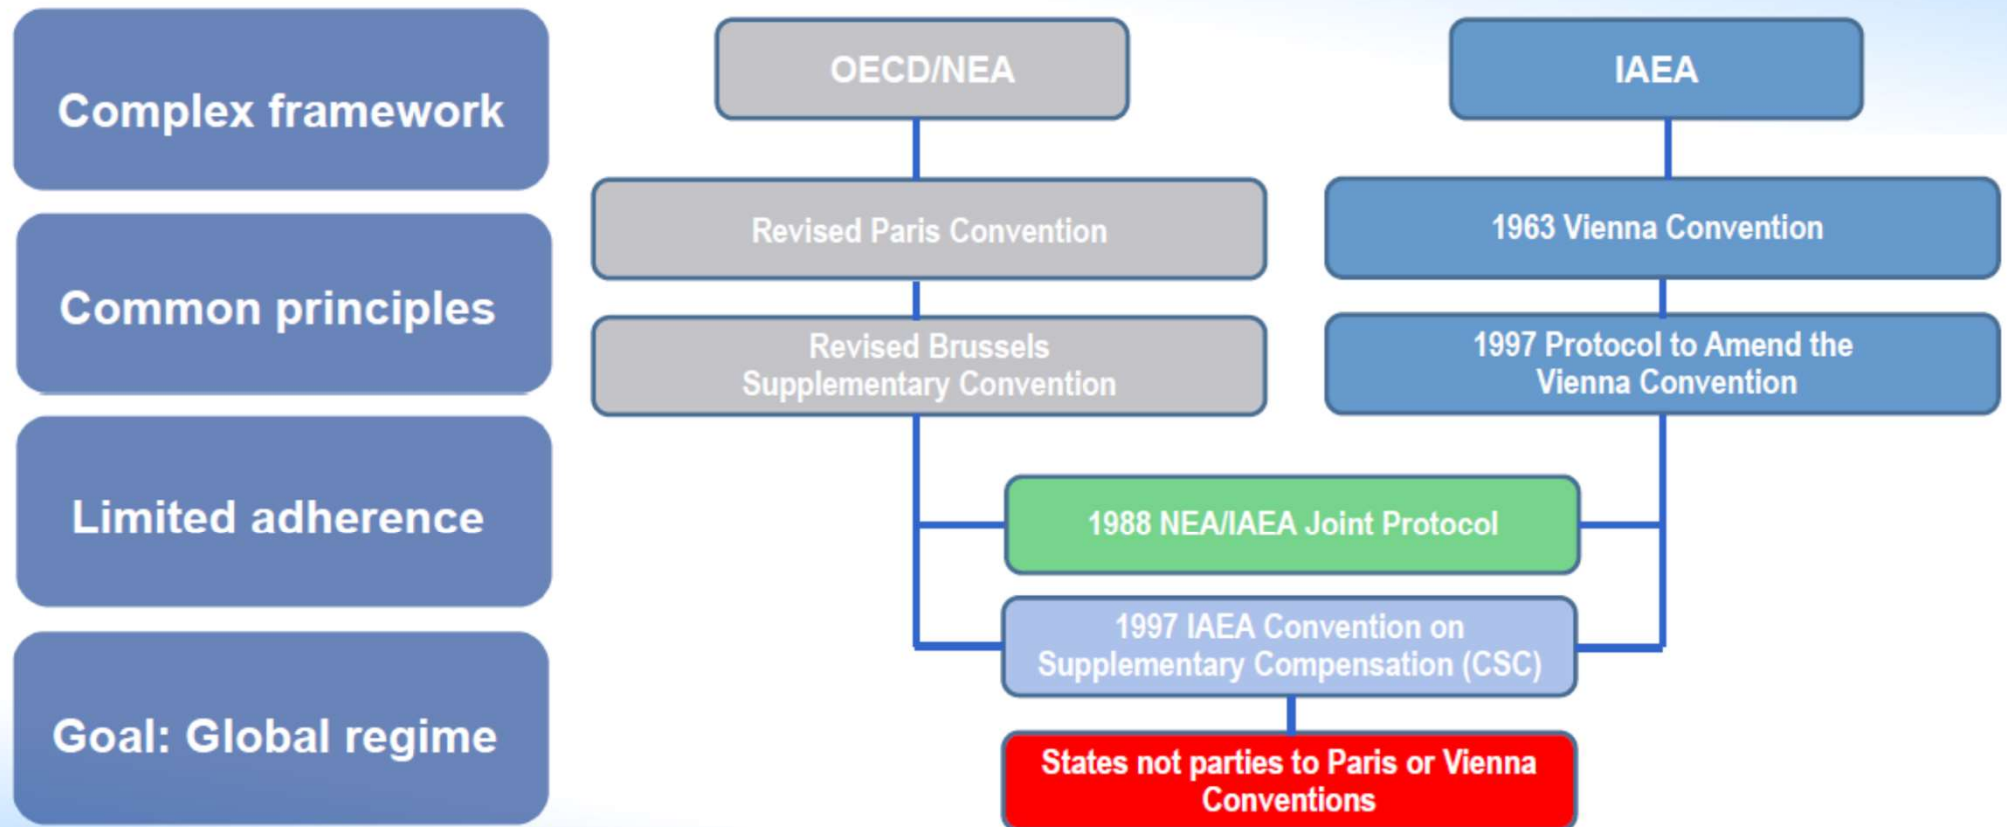 Complex framework
Common principles
Limited adherence
Goal: Global regime
OECD/NEA
Revised Paris Convention
Revised Brussels
Supplementary Convention
IAEA
1963 Vienna Convention
1997 Protocol to Amend the
Vienna Convention
1988 NEA/IAEA Joint Protocol
1997 IAEA Convention on
Supplementary Compensation (CSC)
States not parties to Paris or Vienna
Conventions